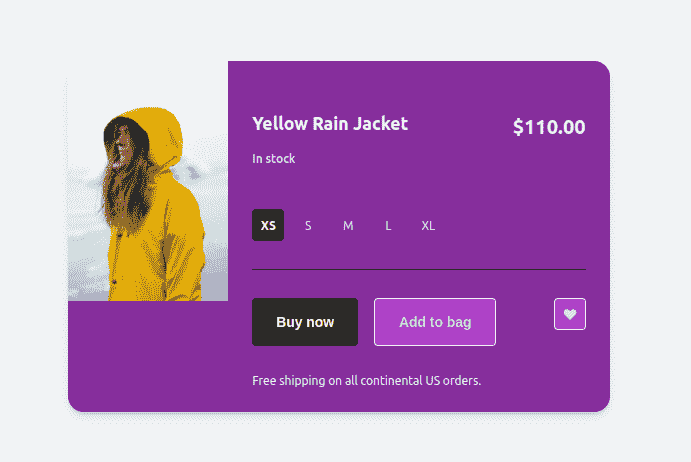 Yellow Rain Jacket
$110.00
In stock
XS S M L XL
Buy now Add to bag
Free shipping on all continental US orders.